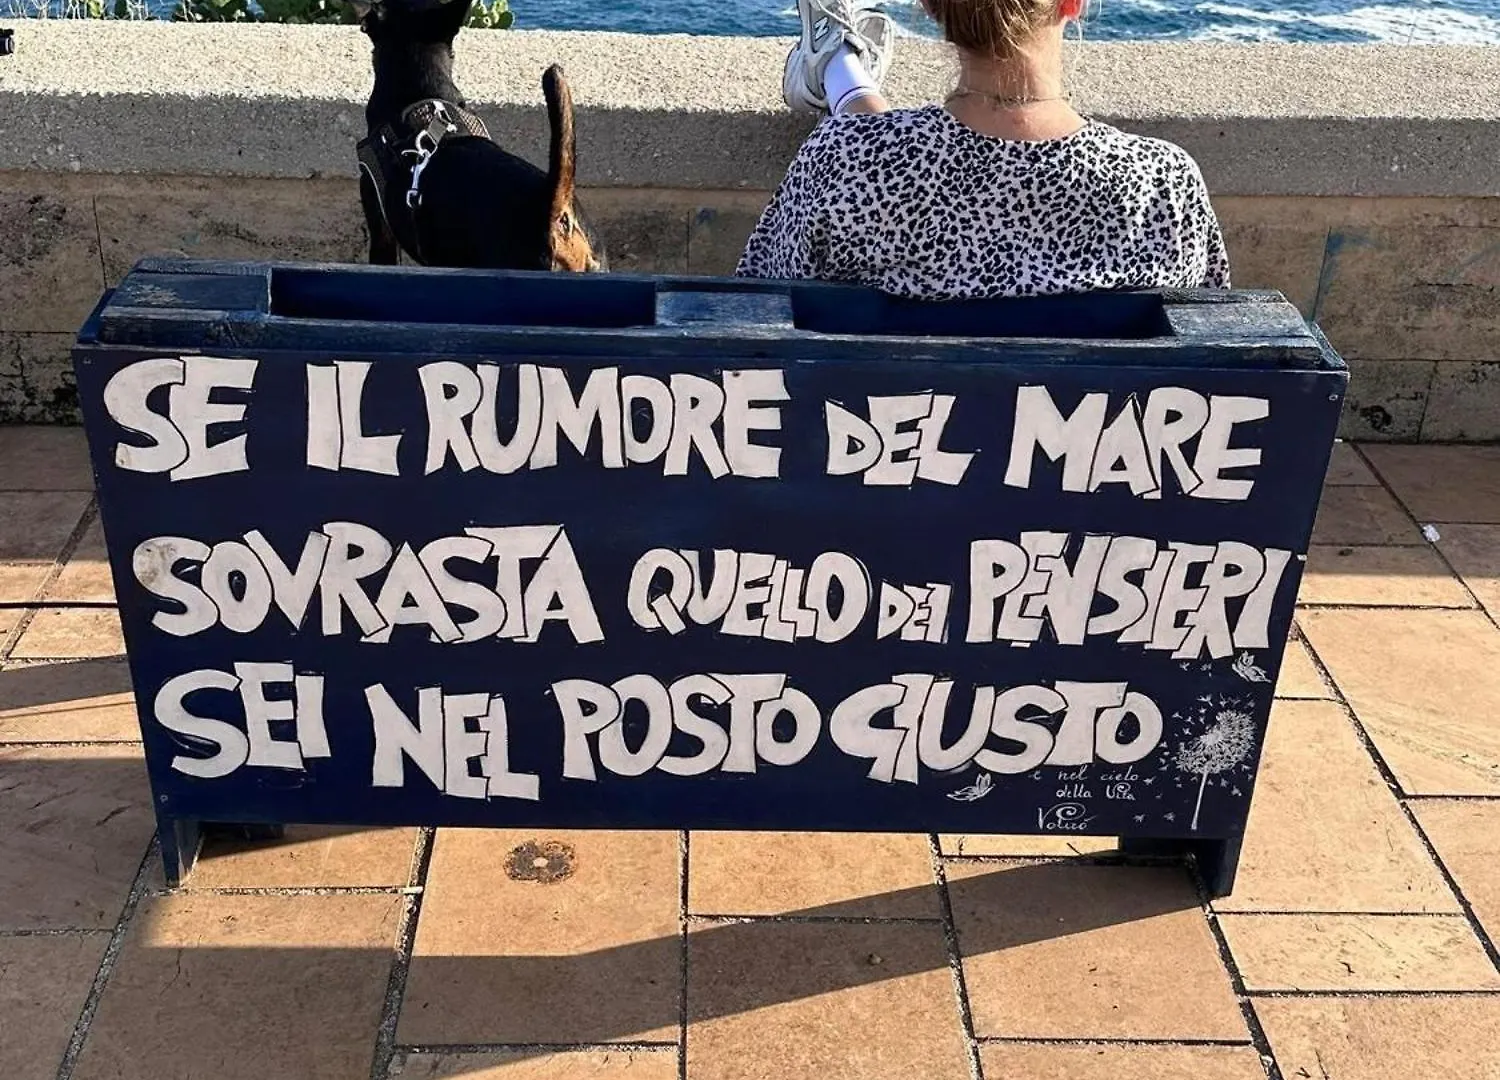 SE IL RUMORE DEL MARE
SOVRASTA QUELLO DEI PENSIERI
SEI NEL POSTO GIUSTO
e nel cielo
della Vita
N